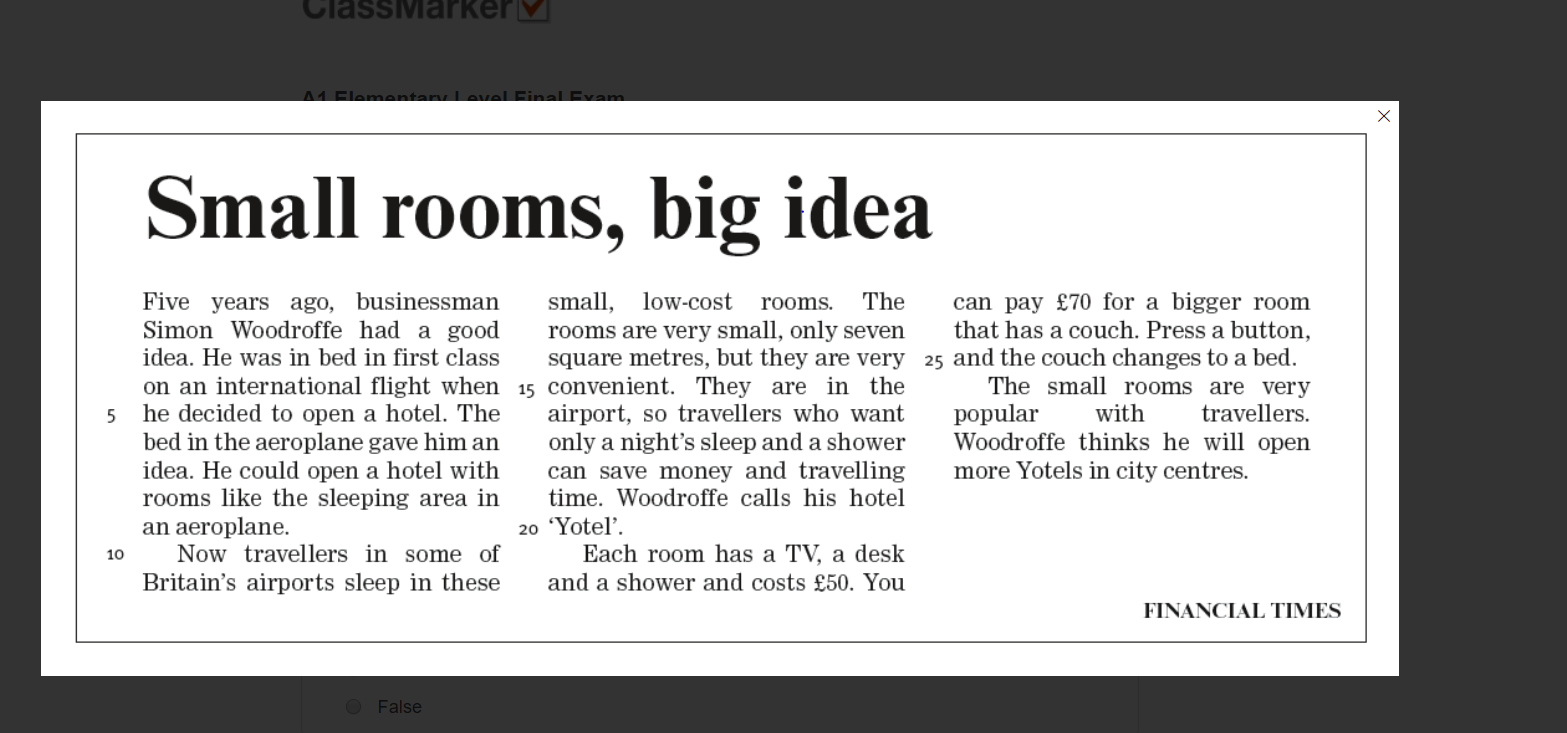 ClassMarker
A1 Elementary Level Final Exam
Small rooms, big idea
Five years ago, businessman
Simon Woodroffe had a good
idea. He was in bed in first class
on an international flight when
5 he decided to open a hotel. The
bed in the aeroplane gave him an
idea. He could open a hotel with
rooms like the sleeping area in
an aeroplane.
10 Now travellers in some of
Britain's airports sleep in these
small, low-cost rooms. The
rooms are very small, only seven
square metres, but they are very
15 convenient. They are in the
airport, so travellers who want
only a night's sleep and a shower
can save money and travelling
time. Woodroffe calls his hotel
20 ‘Yotel’.
Each room has a TV, a desk
and a shower and costs £50. You
can pay £70 for a bigger room
that has a couch. Press a button,
25 and the couch changes to a bed.
The small rooms are very
popular with travellers.
Woodroffe thinks he will open
more Yotels in city centres.
FINANCIAL TIMES
False